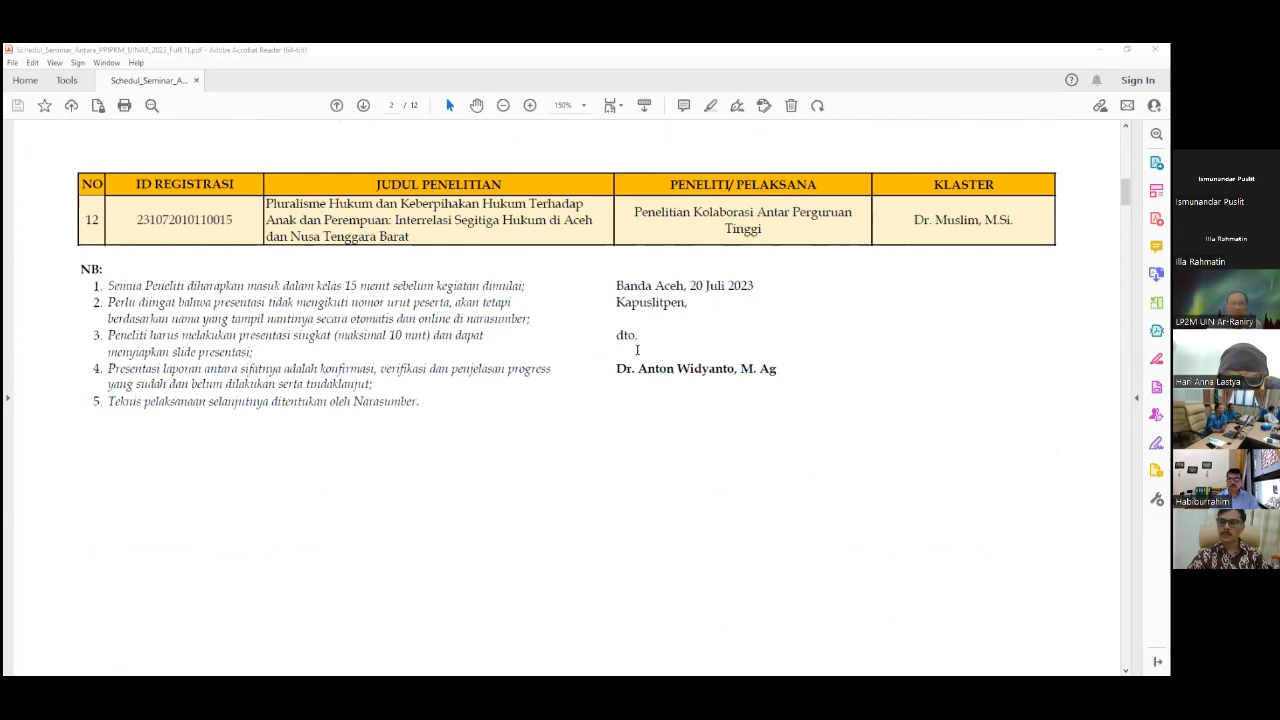 Schedul_Seminar_Antara_PPIPKM_UINAR_2023_Full[1].pdf - Adobe Acrobat Reader (64-bit)
File Edit View Sign Window Help
Home Tools Schedul_Seminar_A... × Sign In
2 / 12 150%
NO ID REGISTRASI JUDUL PENELITIAN PENELITI/ PELAKSANA KLASTER
12 231072010110015 Pluralisme Hukum dan Keberpihakan Hukum Terhadap
Anak dan Perempuan: Interrelasi Segitiga Hukum di Aceh
dan Nusa Tenggara Barat
Penelitian Kolaborasi Antar Perguruan
Tinggi
Dr. Muslim, M.Si.
NB:
1. Semua Peneliti diharapkan masuk dalam kelas 15 menit sebelum kegiatan dimulai;
2. Perlu diingat bahwa presentasi tidak mengikuti nomor urut peserta, akan tetapi
berdasarkan nama yang tampil nantinya secara otomatis dan online di narasumber;
3. Peneliti harus melakukan presentasi singkat (maksimal 10 mnt) dan dapat
menyiapkan slide presentasi;
4. Presentasi laporan antara sifatnya adalah konfirmasi, verifikasi dan penjelasan progress
yang sudah dan belum dilakukan serta tindaklanjut;
5. Teknis pelaksanaan selanjutnya ditentukan oleh Narasumber.
Banda Aceh, 20 Juli 2023
Kapuslitpen,
dto.
Dr. Anton Widyanto, M. Ag
Ismunandar Puslit
Ismunandar Puslit
Illa Rahmatin
Illa Rahmatin
LP2M UIN Ar-Raniry
Hari Anna Lastya
Habiburrahim